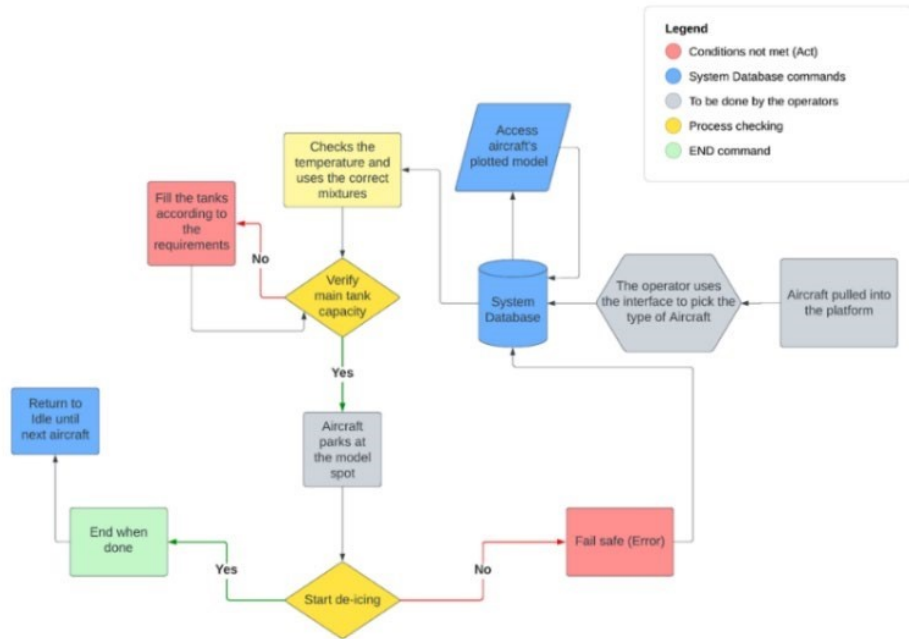 Legend
Conditions not met (Act)
System Database commands
To be done by the operators
Process checking
END command
Access
aircraft's
plotted model
Checks the
temperature and
uses the correct
mixtures
Fill the tanks
according to
the
requirements
No
Verify
main tank
capacity
System
Database
The operator uses
the interface to pick the
type of Aircraft
Aircraft pulled into
the platform
Yes
Return to
Idle until
next aircraft
Aircraft
parks at
the model
spot
End when
done
Fail safe (Error)
Yes
No
Start de-icing